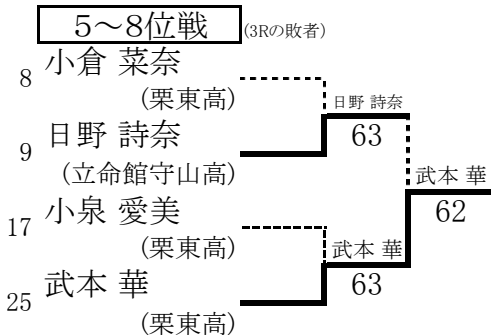 5～8位戦 (3Rの敗者)
8 小倉 菜奈
(栗東高)
日野 詩奈
9 日野 詩奈
63
(立命館守山高)
武本 華
17 小泉 愛美
62
(栗東高)
武本 華
25 武本 華
63
(栗東高)